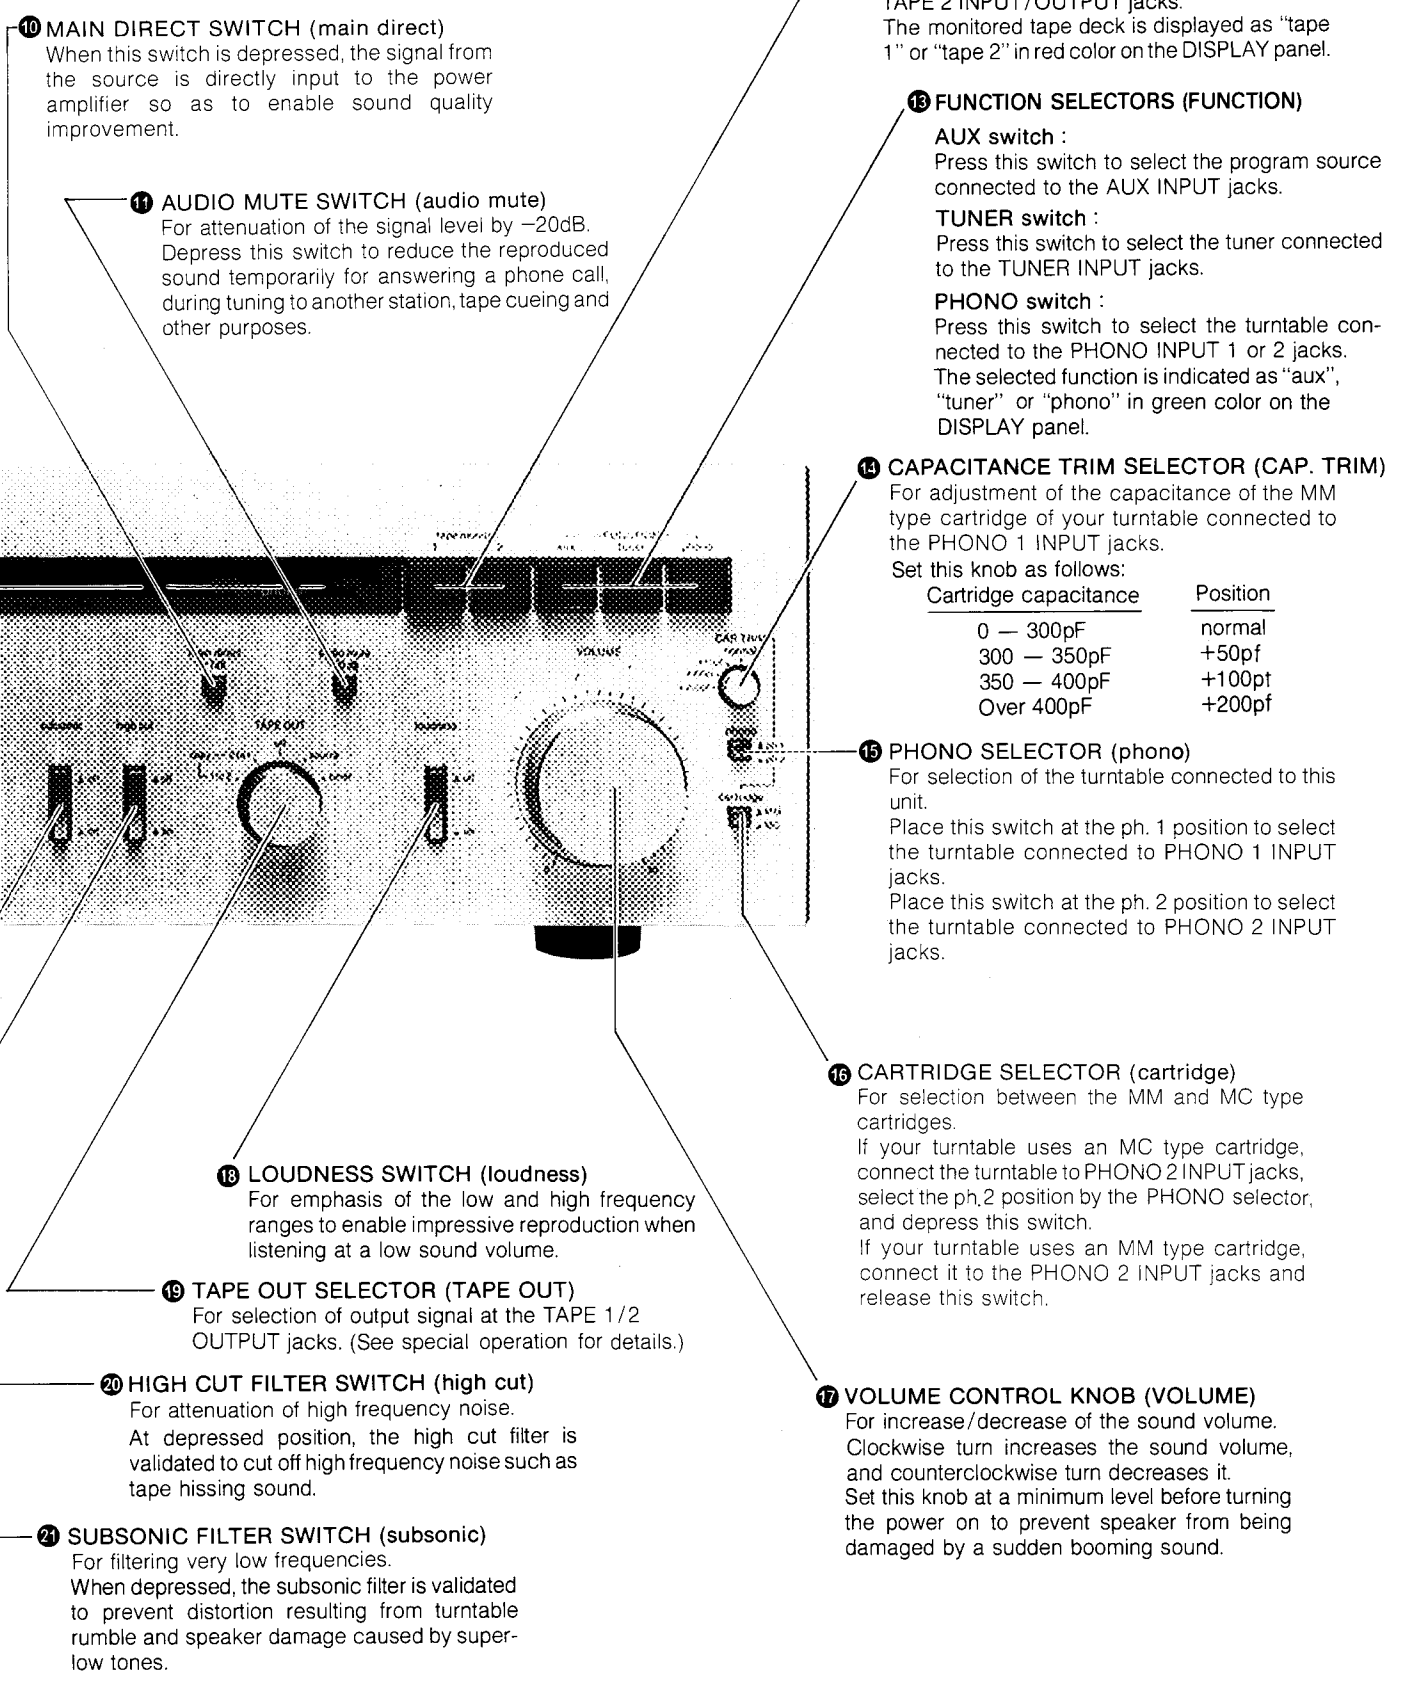 ⑩ MAIN DIRECT SWITCH (main direct)
When this switch is depressed, the signal from
the source is directly input to the power
amplifier so as to enable sound quality
improvement.
⑪ AUDIO MUTE SWITCH (audio mute)
For attenuation of the signal level by −20dB.
Depress this switch to reduce the reproduced
sound temporarily for answering a phone call,
during tuning to another station, tape cueing and
other purposes.
TAPE 2 INPUT/OUTPUT jacks.
The monitored tape deck is displayed as “tape
1” or “tape 2” in red color on the DISPLAY panel.
⑬ FUNCTION SELECTORS (FUNCTION)
AUX switch :
Press this switch to select the program source
connected to the AUX INPUT jacks.
TUNER switch :
Press this switch to select the tuner connected
to the TUNER INPUT jacks.
PHONO switch :
Press this switch to select the turntable con-
nected to the PHONO INPUT 1 or 2 jacks.
The selected function is indicated as “aux”,
“tuner” or “phono” in green color on the
DISPLAY panel.
⑭ CAPACITANCE TRIM SELECTOR (CAP. TRIM)
For adjustment of the capacitance of the MM
type cartridge of your turntable connected to
the PHONO 1 INPUT jacks.
Set this knob as follows:
Cartridge capacitance Position
0 — 300pF normal
300 — 350pF +50pf
350 — 400pF +100pt
Over 400pF +200pf
⑮ PHONO SELECTOR (phono)
For selection of the turntable connected to this
unit.
Place this switch at the ph. 1 position to select
the turntable connected to PHONO 1 INPUT
jacks.
Place this switch at the ph. 2 position to select
the turntable connected to PHONO 2 INPUT
jacks.
1 2
VOLUME
subsonic high cut TAPE OUT loudness
Cartridge
0 10
⑯ CARTRIDGE SELECTOR (cartridge)
For selection between the MM and MC type
cartridges.
If your turntable uses an MC type cartridge,
connect the turntable to PHONO 2 INPUT jacks,
select the ph.2 position by the PHONO selector,
and depress this switch.
If your turntable uses an MM type cartridge,
connect it to the PHONO 2 INPUT jacks and
release this switch.
⑰ VOLUME CONTROL KNOB (VOLUME)
For increase/decrease of the sound volume.
Clockwise turn increases the sound volume,
and counterclockwise turn decreases it.
Set this knob at a minimum level before turning
the power on to prevent speaker from being
damaged by a sudden booming sound.
⑱ LOUDNESS SWITCH (loudness)
For emphasis of the low and high frequency
ranges to enable impressive reproduction when
listening at a low sound volume.
⑲ TAPE OUT SELECTOR (TAPE OUT)
For selection of output signal at the TAPE 1/2
OUTPUT jacks. (See special operation for details.)
⑳ HIGH CUT FILTER SWITCH (high cut)
For attenuation of high frequency noise.
At depressed position, the high cut filter is
validated to cut off high frequency noise such as
tape hissing sound.
㉑ SUBSONIC FILTER SWITCH (subsonic)
For filtering very low frequencies.
When depressed, the subsonic filter is validated
to prevent distortion resulting from turntable
rumble and speaker damage caused by super-
low tones.